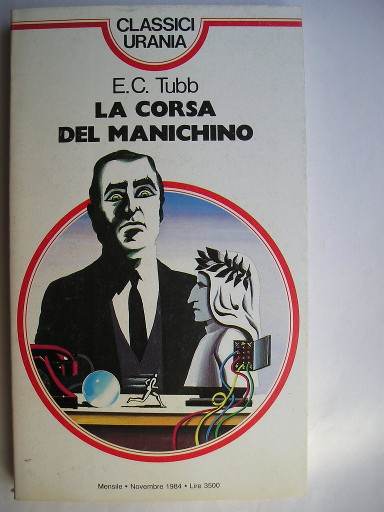 CLASSICI
URANIA
E.C. Tubb
LA CORSA
DEL MANICHINO
Mensile • Novembre 1984 • Lire 3500